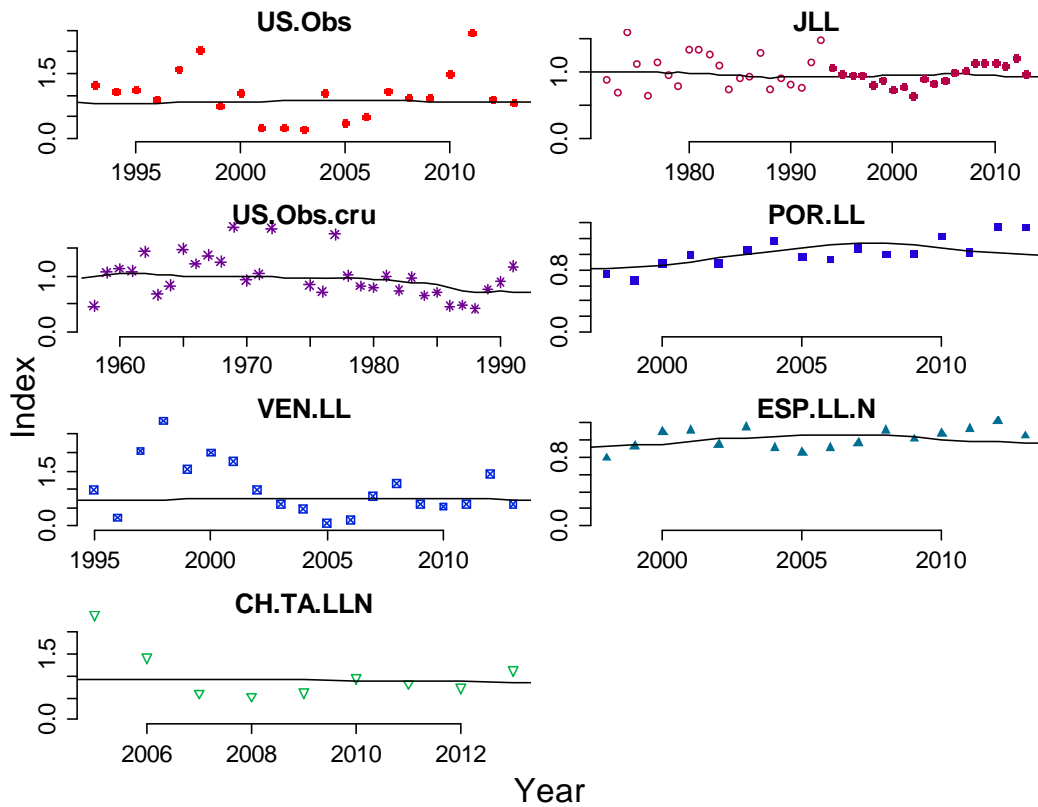 US.Obs
0.0 1.5
1995 2000 2005 2010
JLL
0.0 1.0
1980 1990 2000 2010
US.Obs.cru
0.0 1.0
1960 1970 1980 1990
POR.LL
0.0 0.8
2000 2005 2010
VEN.LL
0.0 1.5
1995 2000 2005 2010
ESP.LL.N
0.0 0.8
2000 2005 2010
CH.TA.LLN
0.0 1.5
2006 2008 2010 2012
Index
Year